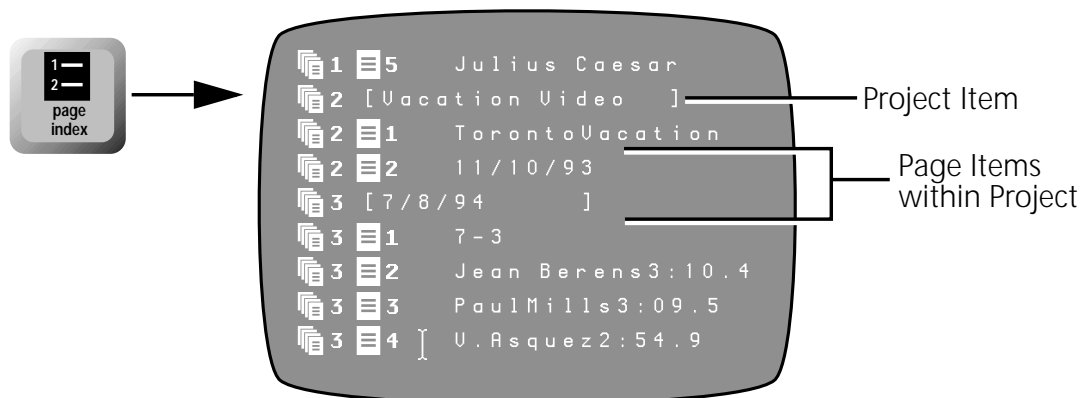 1
2
page
index
1 5 Julius Caesar
2 [Vacation Video ]
2 1 TorontoVacation
2 2 11/10/93
3 [7/8/94 ]
3 1 7-3
3 2 Jean Berens3:10.4
3 3 PaulMills3:09.5
3 4 V.Asquez2:54.9
Project Item
Page Items
within Project